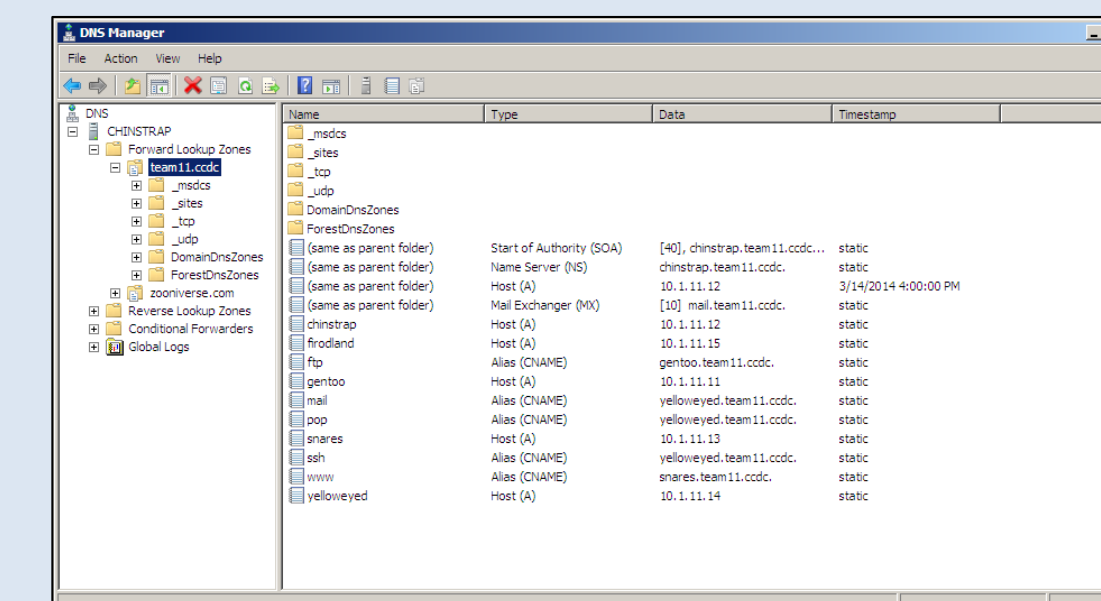 DNS Manager
File Action View Help
DNS
CHINSTRAP
Forward Lookup Zones
team11.ccdc
_msdcs
_sites
_tcp
_udp
DomainDnsZones
ForestDnsZones
zooniverse.com
Reverse Lookup Zones
Conditional Forwarders
Global Logs
Name Type Data Timestamp
_msdcs
_sites
_tcp
_udp
DomainDnsZones
ForestDnsZones
(same as parent folder) Start of Authority (SOA) [40], chinstrap.team11.ccdc... static
(same as parent folder) Name Server (NS) chinstrap.team11.ccdc. static
(same as parent folder) Host (A) 10.1.11.12 3/14/2014 4:00:00 PM
(same as parent folder) Mail Exchanger (MX) [10] mail.team11.ccdc. static
chinstrap Host (A) 10.1.11.12 static
firodland Host (A) 10.1.11.15 static
ftp Alias (CNAME) gentoo.team11.ccdc. static
gentoo Host (A) 10.1.11.11 static
mail Alias (CNAME) yelloweyed.team11.ccdc. static
pop Alias (CNAME) yelloweyed.team11.ccdc. static
snares Host (A) 10.1.11.13 static
ssh Alias (CNAME) yelloweyed.team11.ccdc. static
www Alias (CNAME) snares.team11.ccdc. static
yelloweyed Host (A) 10.1.11.14 static